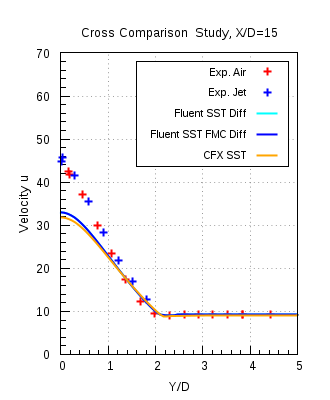 Cross Comparison Study, X/D=15
70
60
50
40
30
20
10
0
Velocity u
Exp. Air
Exp. Jet
Fluent SST Diff
Fluent SST FMC Diff
CFX SST
0 1 2 3 4 5
Y/D